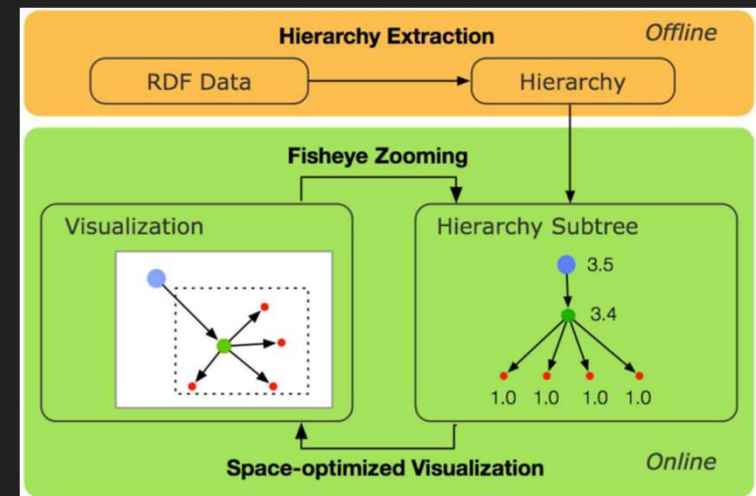 Hierarchy Extraction
Offline
RDF Data
Hierarchy
Fisheye Zooming
Visualization
Hierarchy Subtree
3.5
3.4
1.0 1.0 1.0 1.0
Space-optimized Visualization
Online